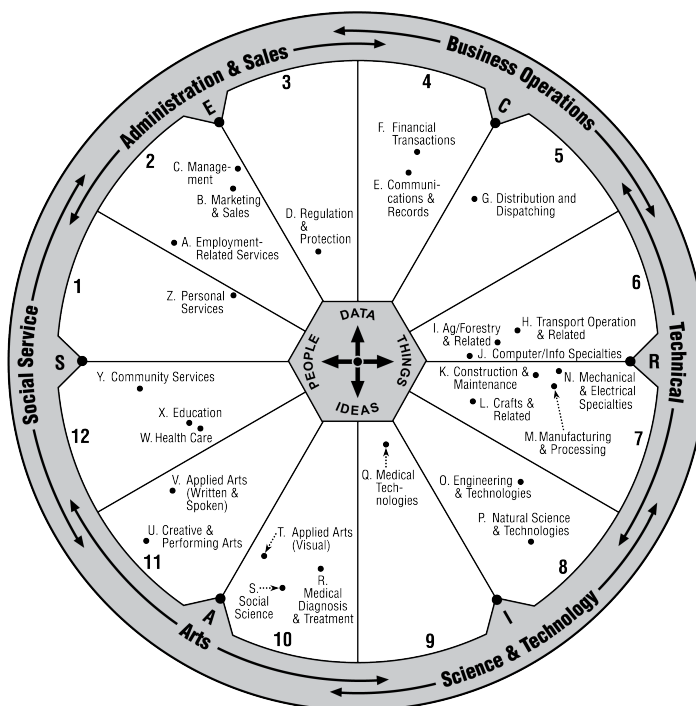 Administration & Sales
Business Operations
Technical
Science & Technology
Arts
Social Service
E
C
R
I
A
S
1
2
3
4
5
6
7
8
9
10
11
12
DATA
THINGS
IDEAS
PEOPLE
C. Manage-
ment
B. Marketing
& Sales
A. Employment-
Related Services
Z. Personal
Services
D. Regulation
&
Protection
F. Financial
Transactions
E. Communi-
cations &
Records
G. Distribution and
Dispatching
H. Transport Operation
& Related
I. Ag/Forestry
& Related
J. Computer/Info Specialties
K. Construction &
Maintenance
L. Crafts &
Related
N. Mechanical
& Electrical
Specialties
M. Manufacturing
& Processing
O. Engineering
& Technologies
P. Natural Science
& Technologies
Q. Medical
Tech-
nologies
R.
Medical
Diagnosis
& Treatment
S.
Social
Science
T. Applied Arts
(Visual)
U. Creative &
Performing Arts
V. Applied Arts
(Written &
Spoken)
W. Health Care
X. Education
Y. Community Services